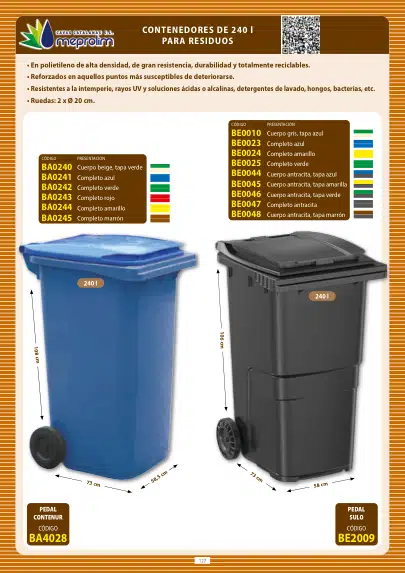 CAYRO CATALANAS S.L.
meprolim
CONTENEDORES DE 240 l
PARA RESIDUOS
• En polietileno de alta densidad, de gran resistencia, durabilidad y totalmente reciclables.
• Reforzados en aquellos puntos más susceptibles de deteriorarse.
• Resistentes a la intemperie, rayos UV y soluciones ácidas o alcalinas, detergentes de lavado, hongos, bacterias, etc.
• Ruedas: 2 x Ø 20 cm.
CÓDIGO PRESENTACIÓN
BA0240 Cuerpo beige, tapa verde
BA0241 Completo azul
BA0242 Completo verde
BA0243 Completo rojo
BA0244 Completo amarillo
BA0245 Completo marrón
CÓDIGO PRESENTACIÓN
BE0010 Cuerpo gris, tapa azul
BE0023 Completo azul
BE0024 Completo amarillo
BE0025 Completo verde
BE0044 Cuerpo antracita, tapa azul
BE0045 Cuerpo antracita, tapa amarilla
BE0046 Cuerpo antracita, tapa verde
BE0047 Completo antracita
BE0048 Cuerpo antracita, tapa marrón
240 l
240 l
108 cm
73 cm
58,5 cm
106 cm
73 cm
58 cm
PEDAL
CONTENUR
CÓDIGO
BA4028
PEDAL
SULO
CÓDIGO
BE2009
127